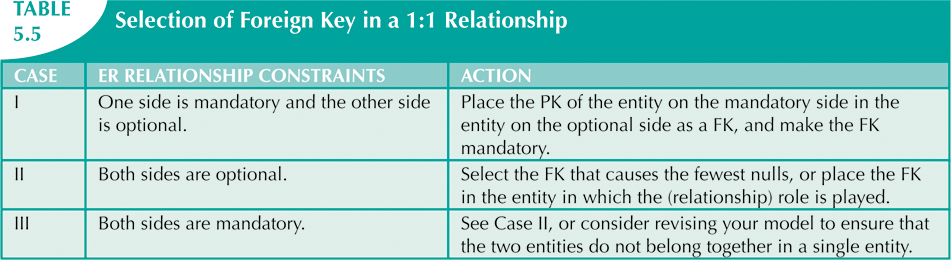 TABLE
5.5
Selection of Foreign Key in a 1:1 Relationship
CASE ER RELATIONSHIP CONSTRAINTS ACTION
I One side is mandatory and the other side is optional. Place the PK of the entity on the mandatory side in the
entity on the optional side as a FK, and make the FK
mandatory.
II Both sides are optional. Select the FK that causes the fewest nulls, or place the FK
in the entity in which the (relationship) role is played.
III Both sides are mandatory. See Case II, or consider revising your model to ensure that
the two entities do not belong together in a single entity.